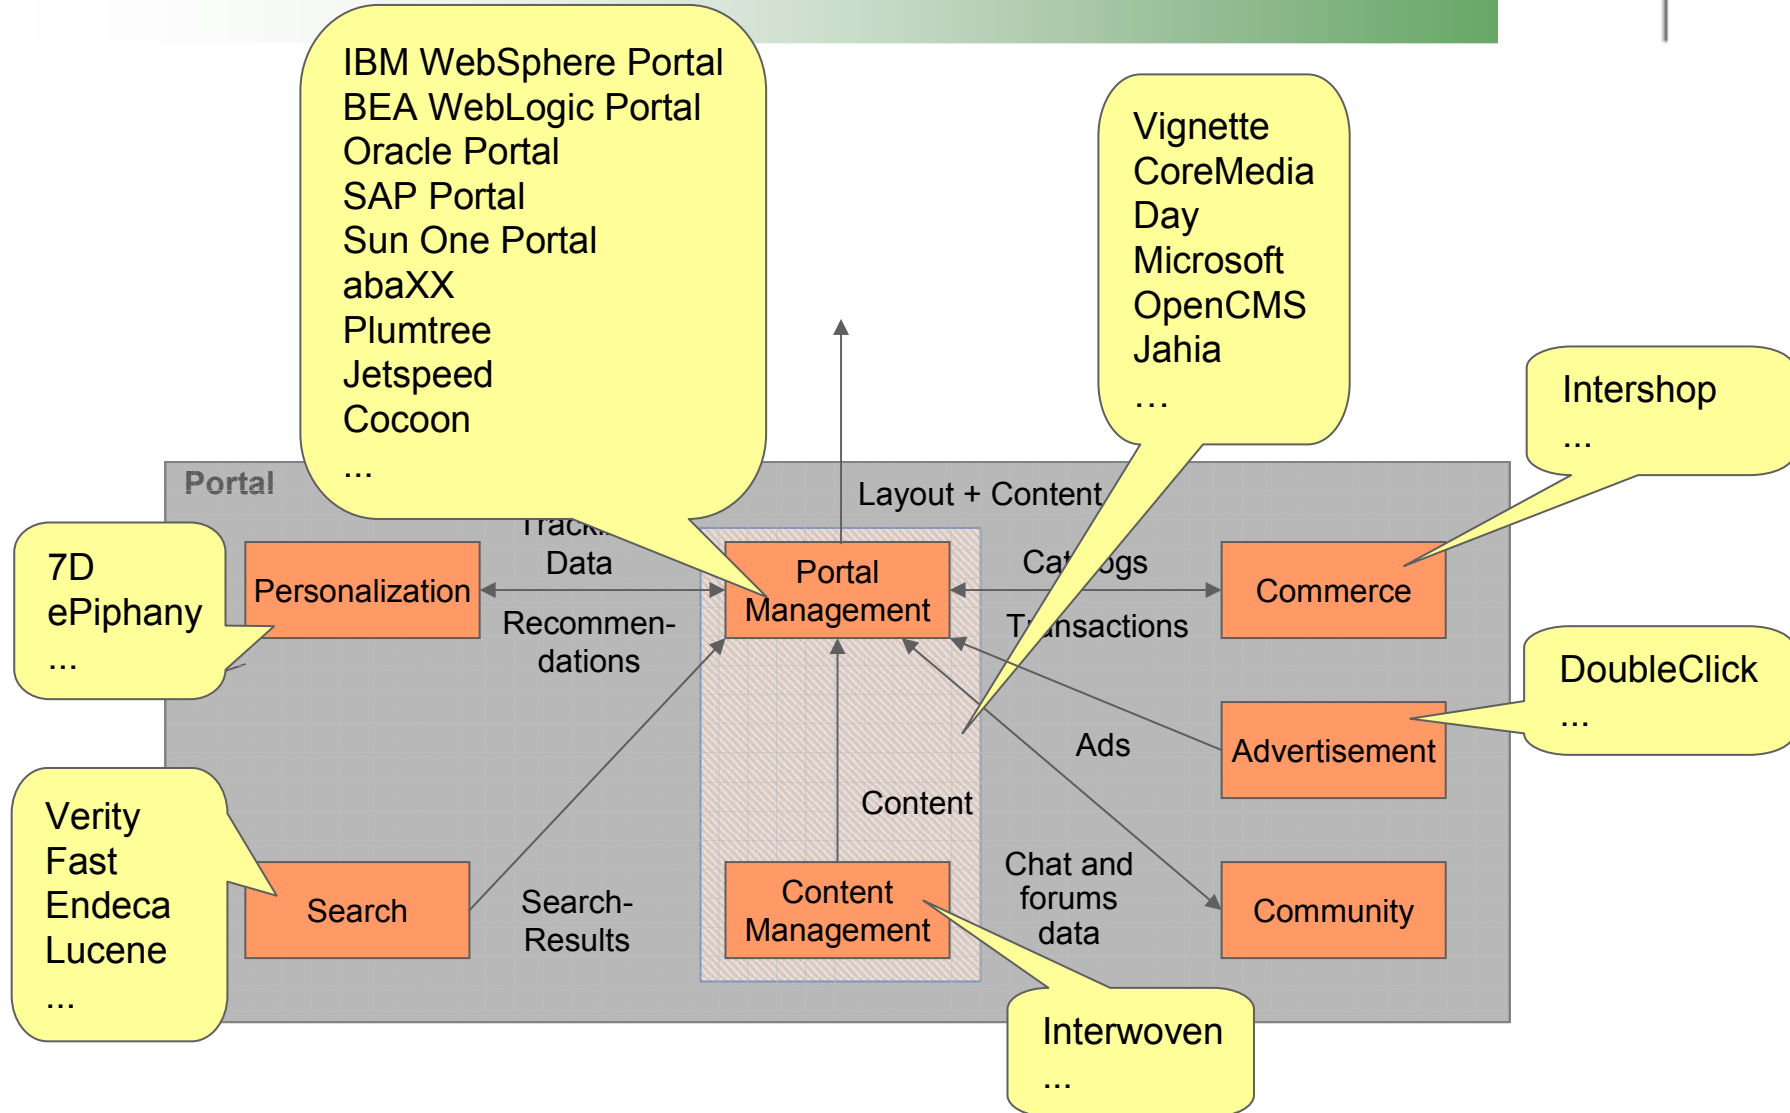 IBM WebSphere Portal
BEA WebLogic Portal
Oracle Portal
SAP Portal
Sun One Portal
abaXX
Plumtree
Jetspeed
Cocoon
...
Vignette
CoreMedia
Day
Microsoft
OpenCMS
Jahia
...
Intershop
...
Portal
Layout + Content
7D
ePiphany
...
Personalization
Data
Recommen-
dations
Portal
Management
Transactions
Commerce
DoubleClick
...
Ads
Advertisement
Content
Verity
Fast
Endeca
Lucene
...
Search
Search-
Results
Content
Management
Chat and
forums
data
Community
Interwoven
...